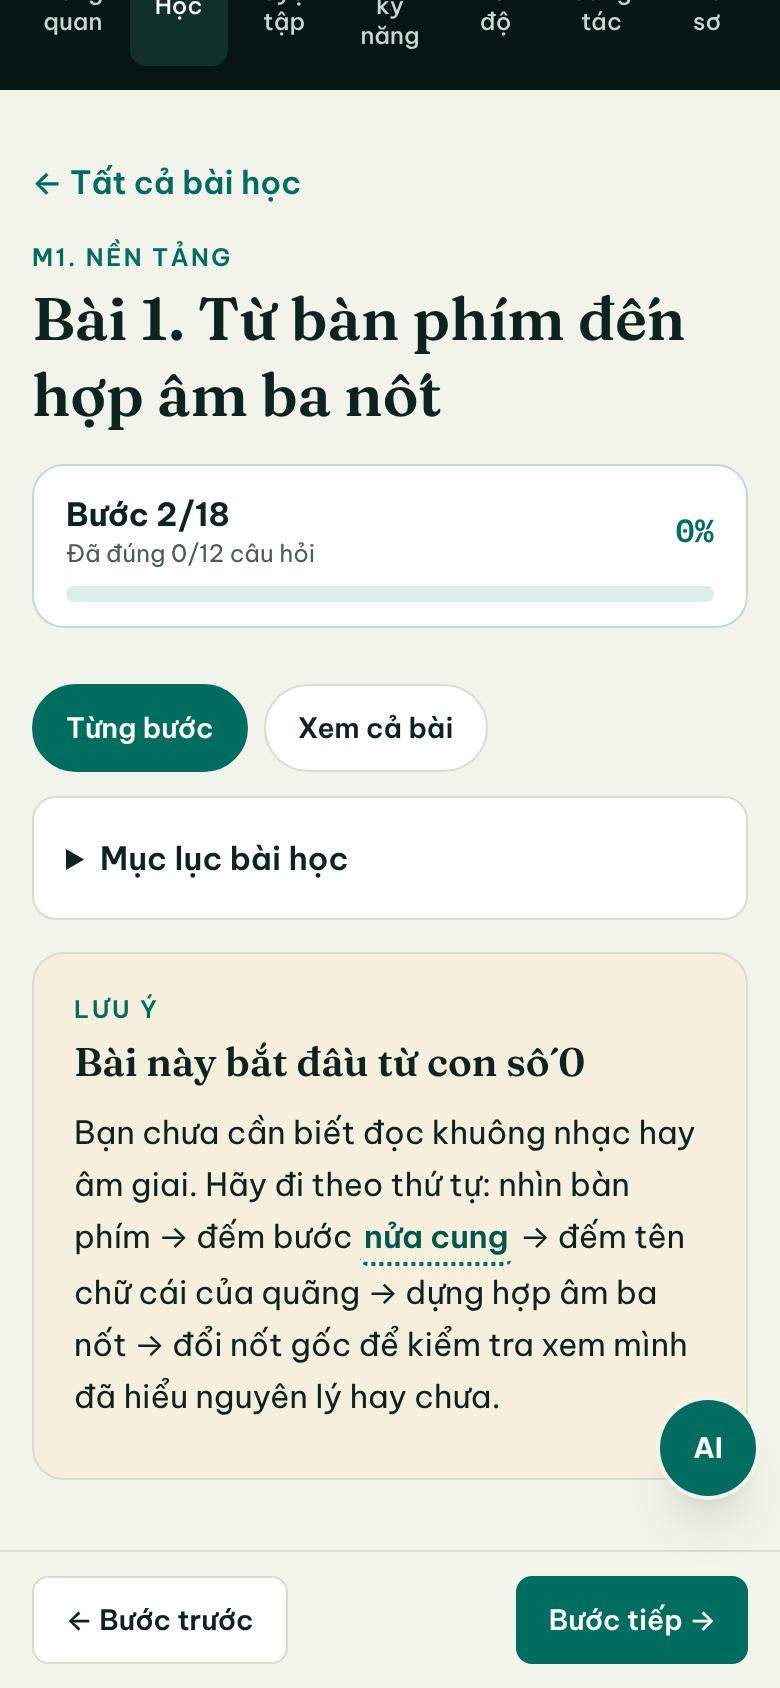 quan
Học
tập
kỹ
năng
độ
tác
sơ
← Tất cả bài học
M1. NỀN TẢNG
Bài 1. Từ bàn phím đến
hợp âm ba nốt
Bước 2/18
0%
Đã đúng 0/12 câu hỏi
Từng bước
Xem cả bài
▶ Mục lục bài học
LƯU Ý
Bài này bắt đầu từ con số 0
Bạn chưa cần biết đọc khuông nhạc hay
âm giai. Hãy đi theo thứ tự: nhìn bàn
phím → đếm bước nửa cung → đếm tên
chữ cái của quãng → dựng hợp âm ba
nốt → đổi nốt gốc để kiểm tra xem mình
đã hiểu nguyên lý hay chưa.
AI
← Bước trước
Bước tiếp →